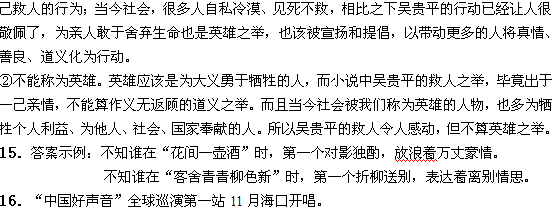 己救人的行为；当今社会，很多人自私冷漠、见死不救，相比之下吴贵平的行动已经让人很
敬佩了，为亲人敢于舍弃生命也是英雄之举，也该被宣扬和提倡，以带动更多的人将真情、
善良、道义化为行动。
②不能称为英雄。英雄应该是为大义勇于牺牲的人，而小说中吴贵平的救人之举，毕竟出于
一己亲情，不能算作义无返顾的道义之举。而且当今社会被我们称为英雄的人物，也多为牺
牲个人利益、为他人、社会、国家奉献的人。所以吴贵平的救人令人感动，但不算英雄之举。
15．答案示例：不知谁在“花间一壶酒”时，第一个对影独酌，放浪着万丈豪情。
不知谁在“客舍青青柳色新”时，第一个折柳送别，表达着离别情思。
16．“中国好声音”全球巡演第一站 11 月海口开唱。